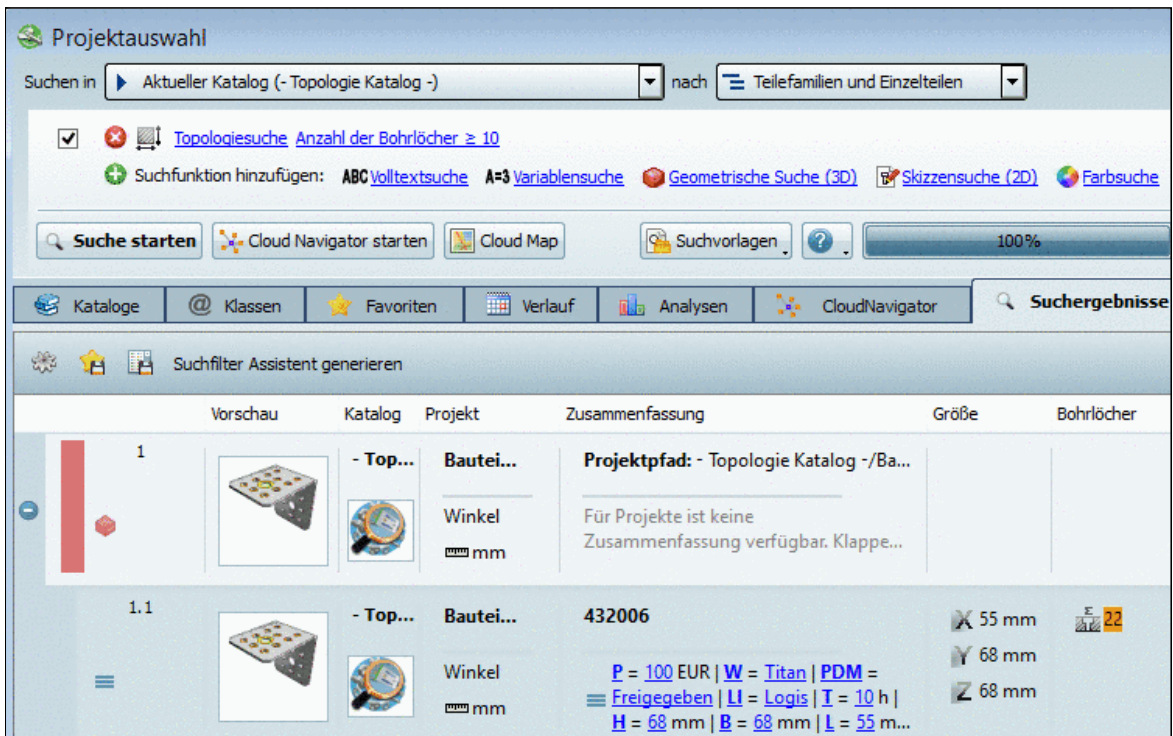 Projektauswahl
Suchen in Aktueller Katalog (- Topologie Katalog -) nach Teilefamilien und Einzelteilen
Topologiesuche Anzahl der Bohrlöcher ≥ 10
Suchfunktion hinzufügen: ABC Volltextsuche A=3 Variablensuche Geometrische Suche (3D) Skizzensuche (2D) Farbsuche
Suche starten Cloud Navigator starten Cloud Map Suchvorlagen ? 100%
Kataloge @ Klassen Favoriten Verlauf Analysen CloudNavigator Suchergebnisse
Suchfilter Assistent generieren
Vorschau Katalog Projekt Zusammenfassung Größe Bohrlöcher
1 - Top... Bautei... Projektpfad: - Topologie Katalog -/Ba...
Winkel Für Projekte ist keine
mm Zusammenfassung verfügbar. Klappe...
1.1 - Top... Bautei... 432006 X 55 mm Σ 22
Y 68 mm
Winkel P = 100 EUR | W = Titan | PDM =
Z 68 mm
Freigegeben | LI = Logis | T = 10 h |
mm H = 68 mm | B = 68 mm | L = 55 m...